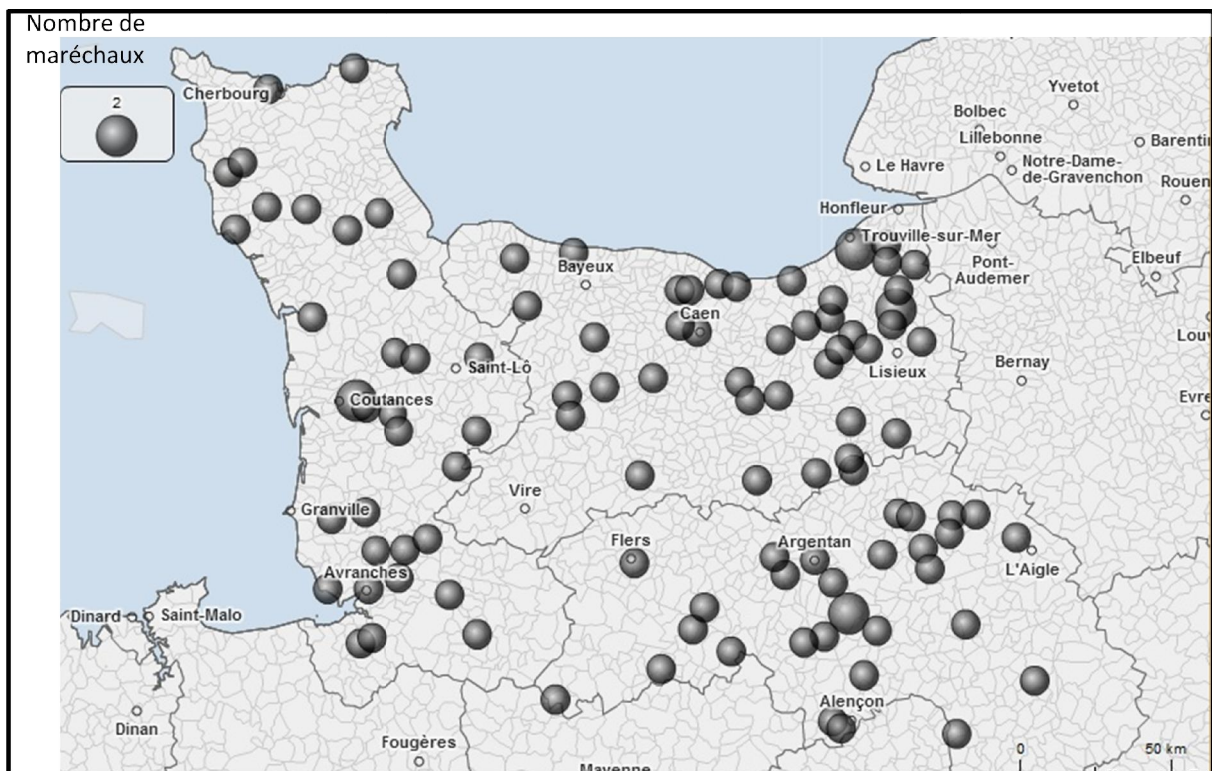 Nombre de
maréchaux
2
Cherbourg
Yvetot
Bolbec
Lillebonne
Le Havre
Notre-Dame-
de-Gravenchon
Honfleur
Trouville-sur-Mer
Pont-
Audemer
Elbeuf
Bayeux
Caen
Lisieux
Bernay
Saint-Lô
Coutances
Granville
Vire
Flers
Argentan
L'Aigle
Avranches
Dinard
Saint-Malo
Dinan
Alençon
Fougères
0
50 km